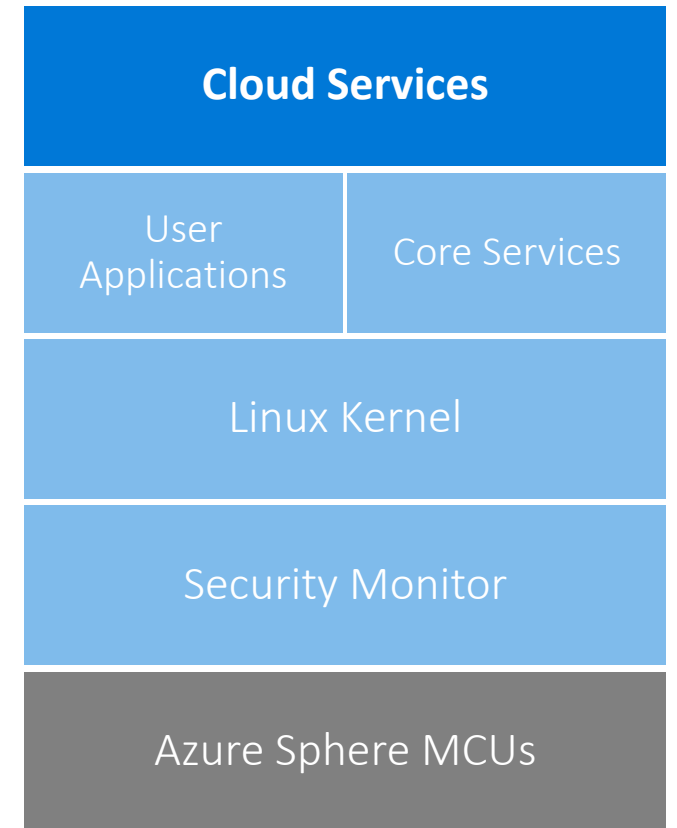 Cloud Services
User
Applications
Core Services
Linux Kernel
Security Monitor
Azure Sphere MCUs